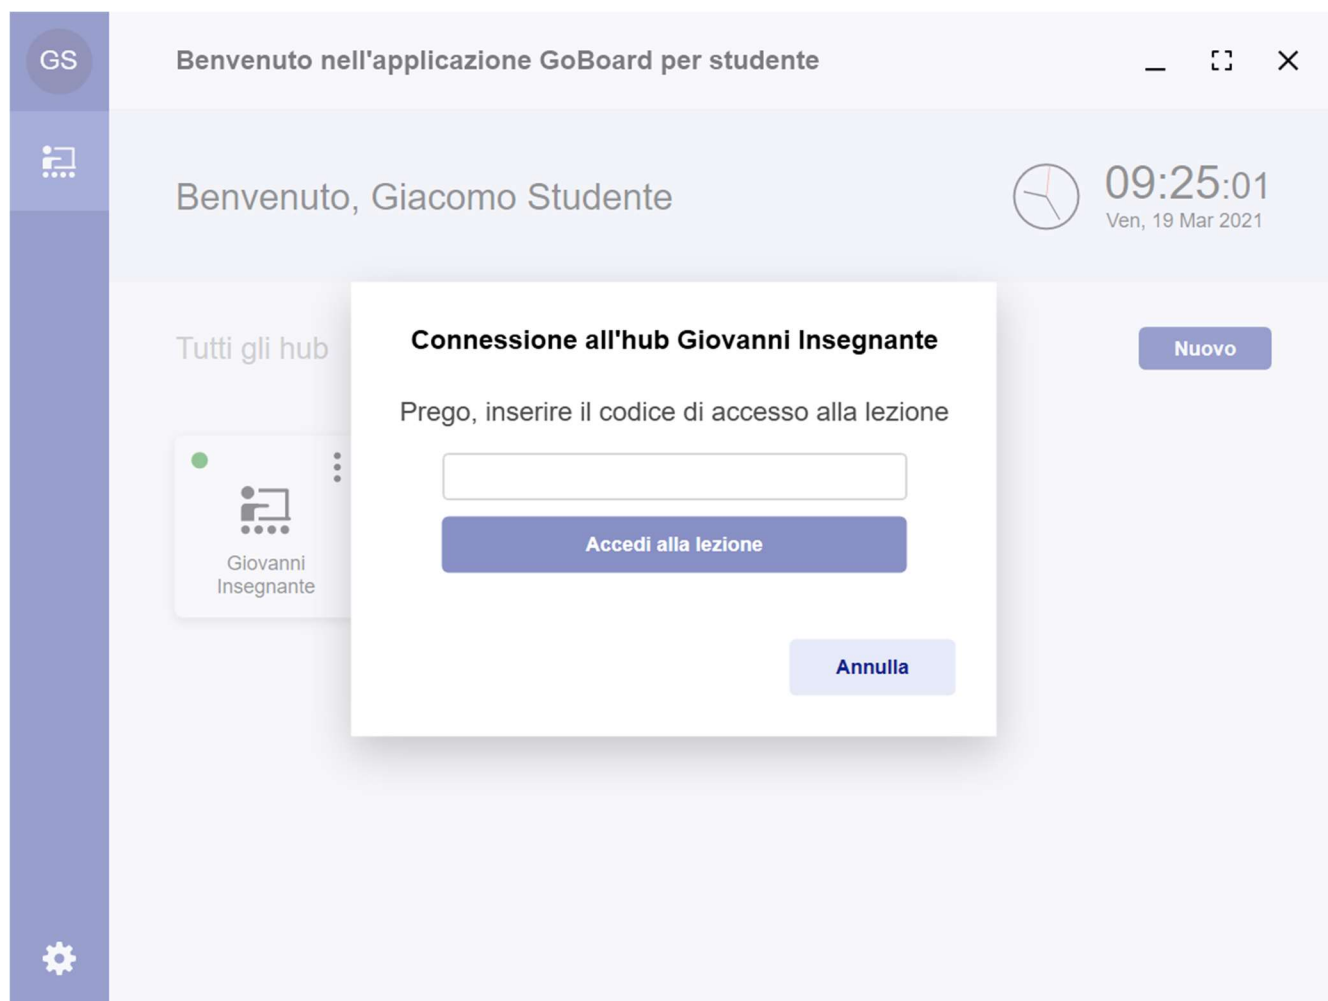 GS
Benvenuto nell'applicazione GoBoard per studente
Benvenuto, Giacomo Studente
09:25:01
Ven, 19 Mar 2021
Tutti gli hub
Nuovo
Connessione all'hub Giovanni Insegnante
Prego, inserire il codice di accesso alla lezione
Accedi alla lezione
Annulla
Giovanni
Insegnante